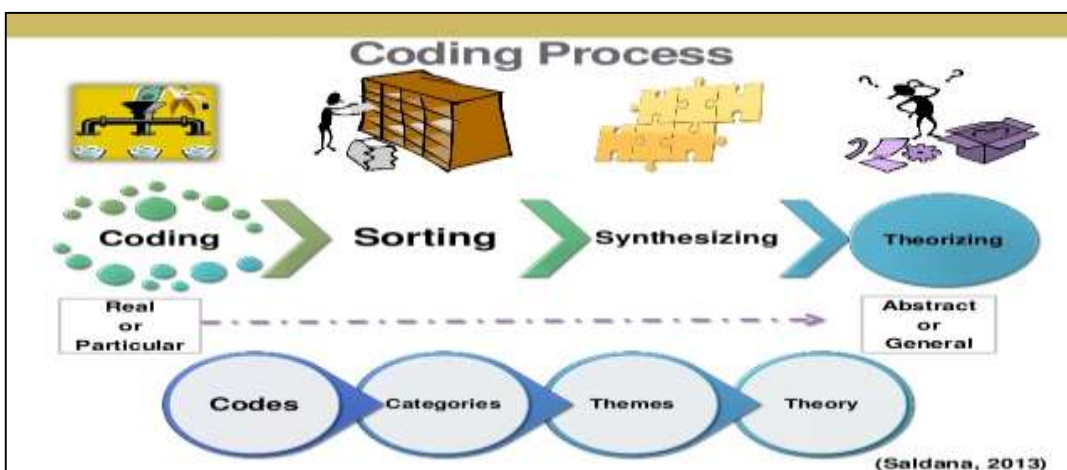 Coding Process
? ?
Coding
Sorting
Synthesizing
Theorizing
Real
or
Particular
Abstract
or
General
Codes
Categories
Themes
Theory
(Saldana, 2013)